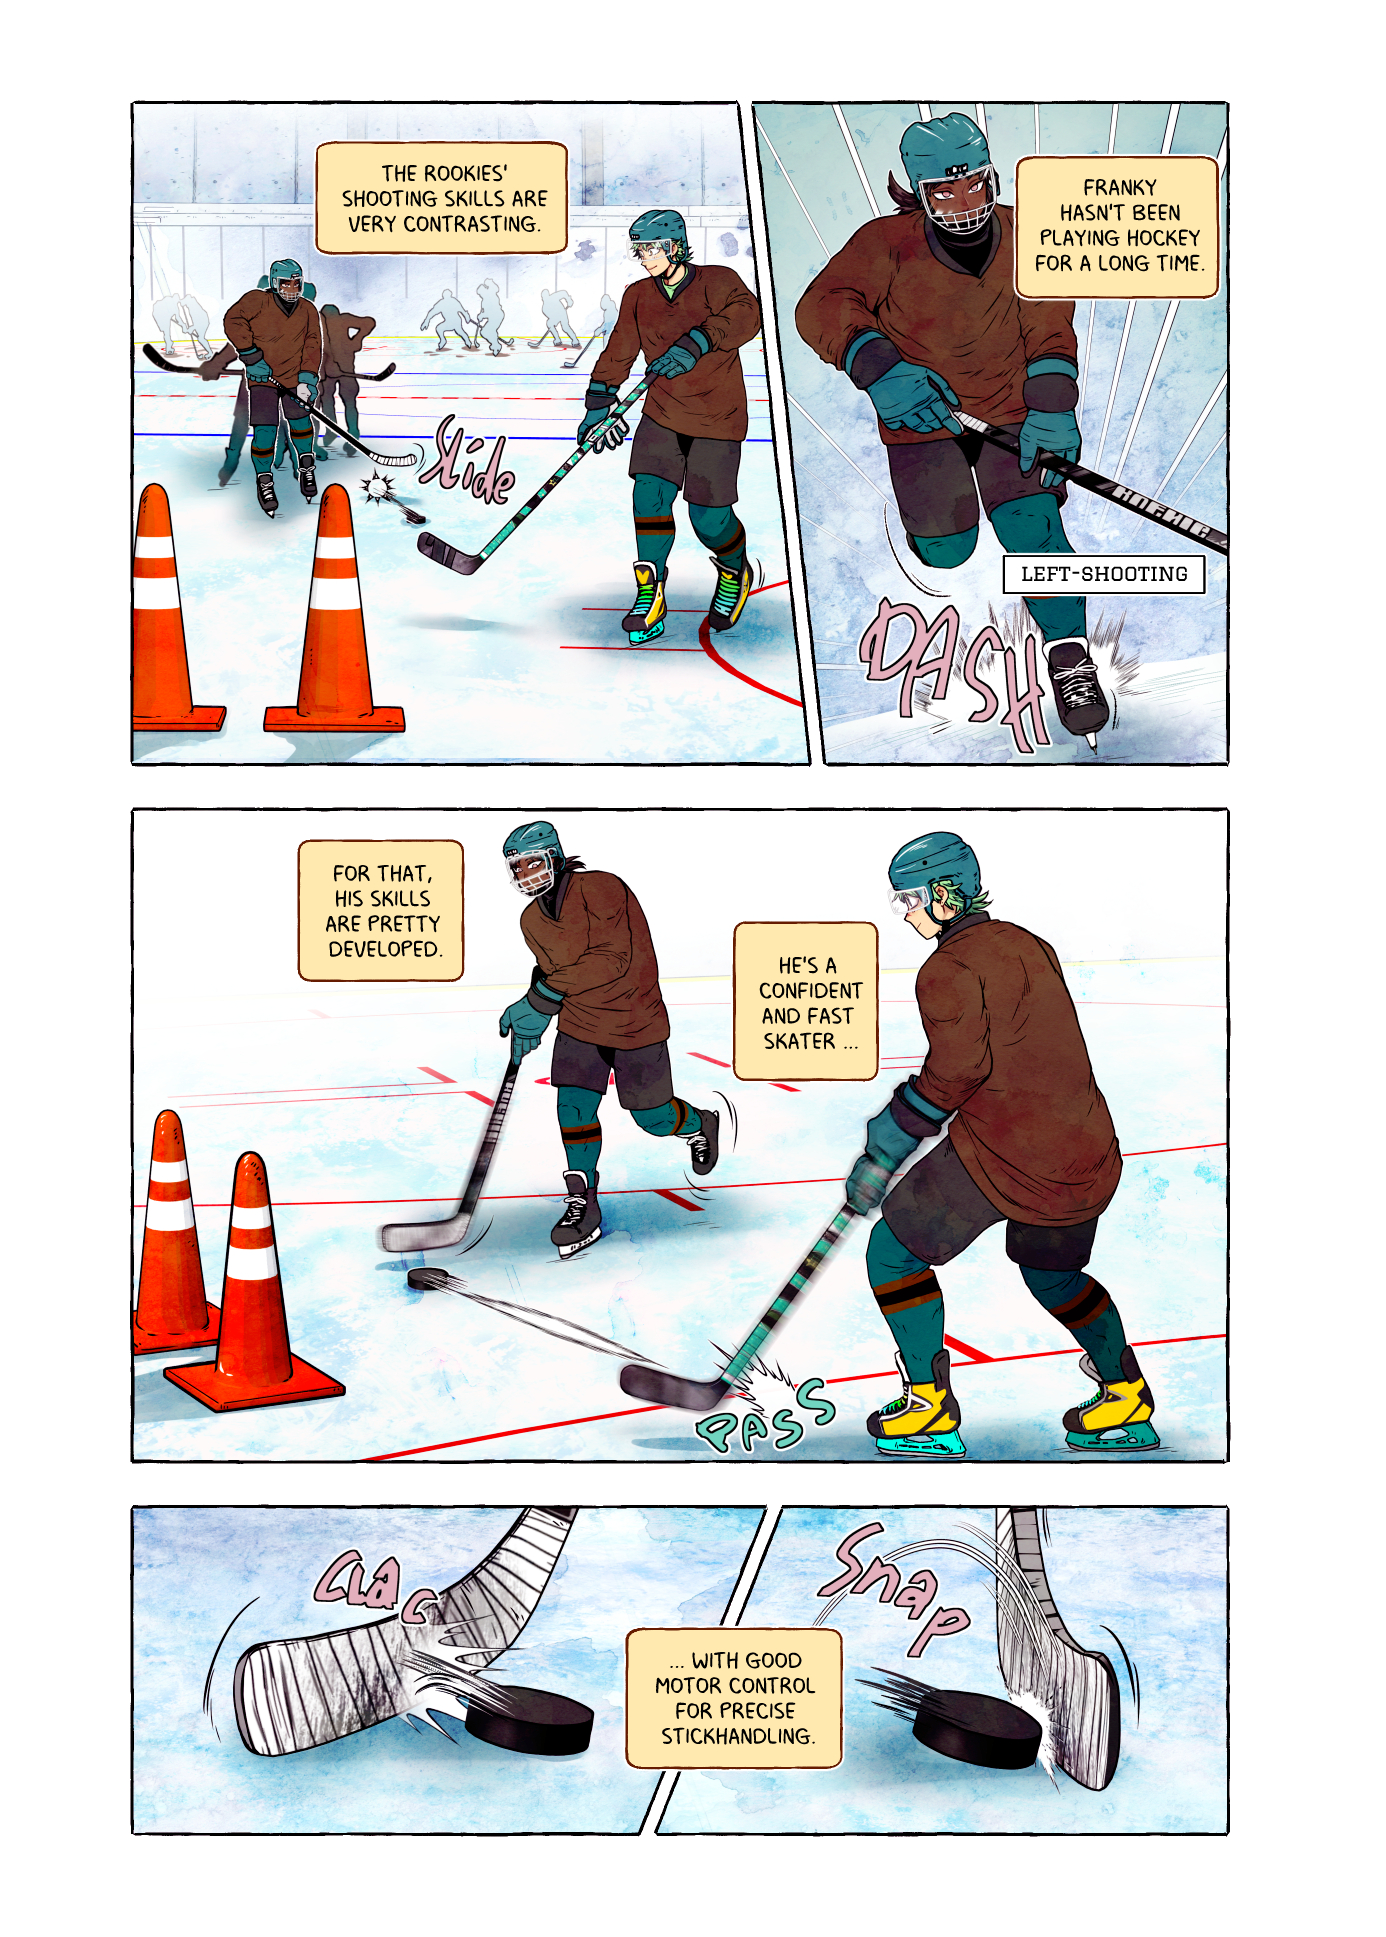 THE ROOKIES'
SHOOTING SKILLS ARE
VERY CONTRASTING.
Slide
FRANKY
HASN'T BEEN
PLAYING HOCKEY
FOR A LONG TIME.
LEFT-SHOOTING
DASH
FOR THAT,
HIS SKILLS
ARE PRETTY
DEVELOPED.
HE'S A
CONFIDENT
AND FAST
SKATER ...
PASS
CLAC
Snap
... WITH GOOD
MOTOR CONTROL
FOR PRECISE
STICKHANDLING.